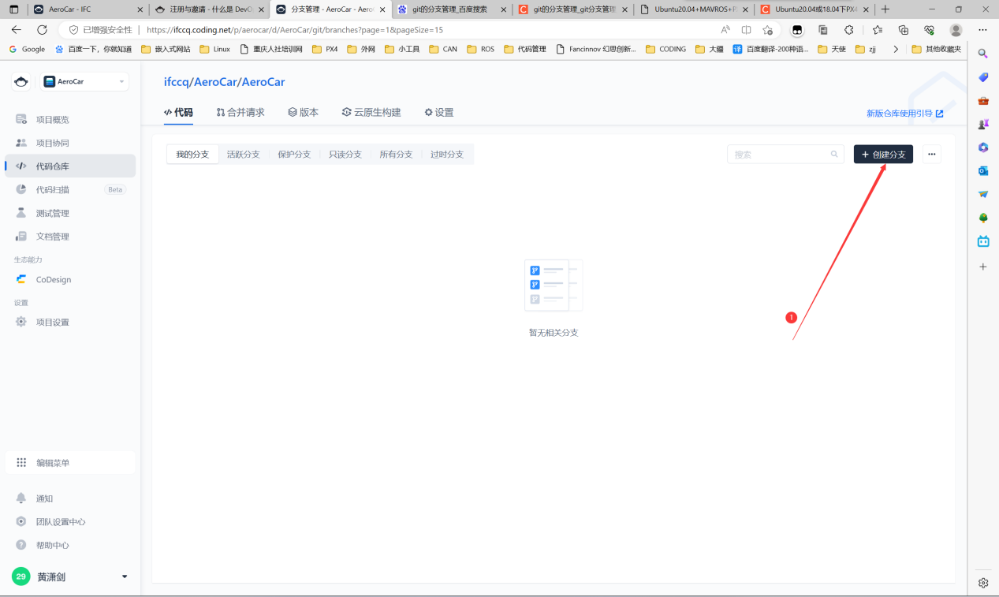 AeroCar - IFC
注册与邀请 - 什么是 DevO
分支管理 - AeroCar - Aero
git的分支管理_百度搜索
git的分支管理_git分支管理
Ubuntu20.04+MAVROS+P
Ubuntu20.04或18.04下PX4
已增强安全性
https://ifccq.coding.net/p/aerocar/d/AeroCar/git/branches?page=1&pageSize=15
Google
百度一下，你就知道
嵌入式网站
Linux
重庆人社培训网
PX4
外网
小工具
CAN
ROS
代码管理
Fancinnov 幻思创新...
CODING
大疆
译
百度翻译-200种语...
天使
zjj
其他收藏夹
AeroCar
ifccq/AeroCar/AeroCar
代码
合并请求
版本
云原生构建
设置
新版仓库使用引导
项目概览
项目协同
代码仓库
代码扫描
Beta
测试管理
文档管理
生态能力
CoDesign
设置
项目设置
我的分支
活跃分支
保护分支
只读分支
所有分支
过时分支
搜索
+ 创建分支
1
暂无相关分支
编辑菜单
通知
团队设置中心
帮助中心
29
黄潇剑